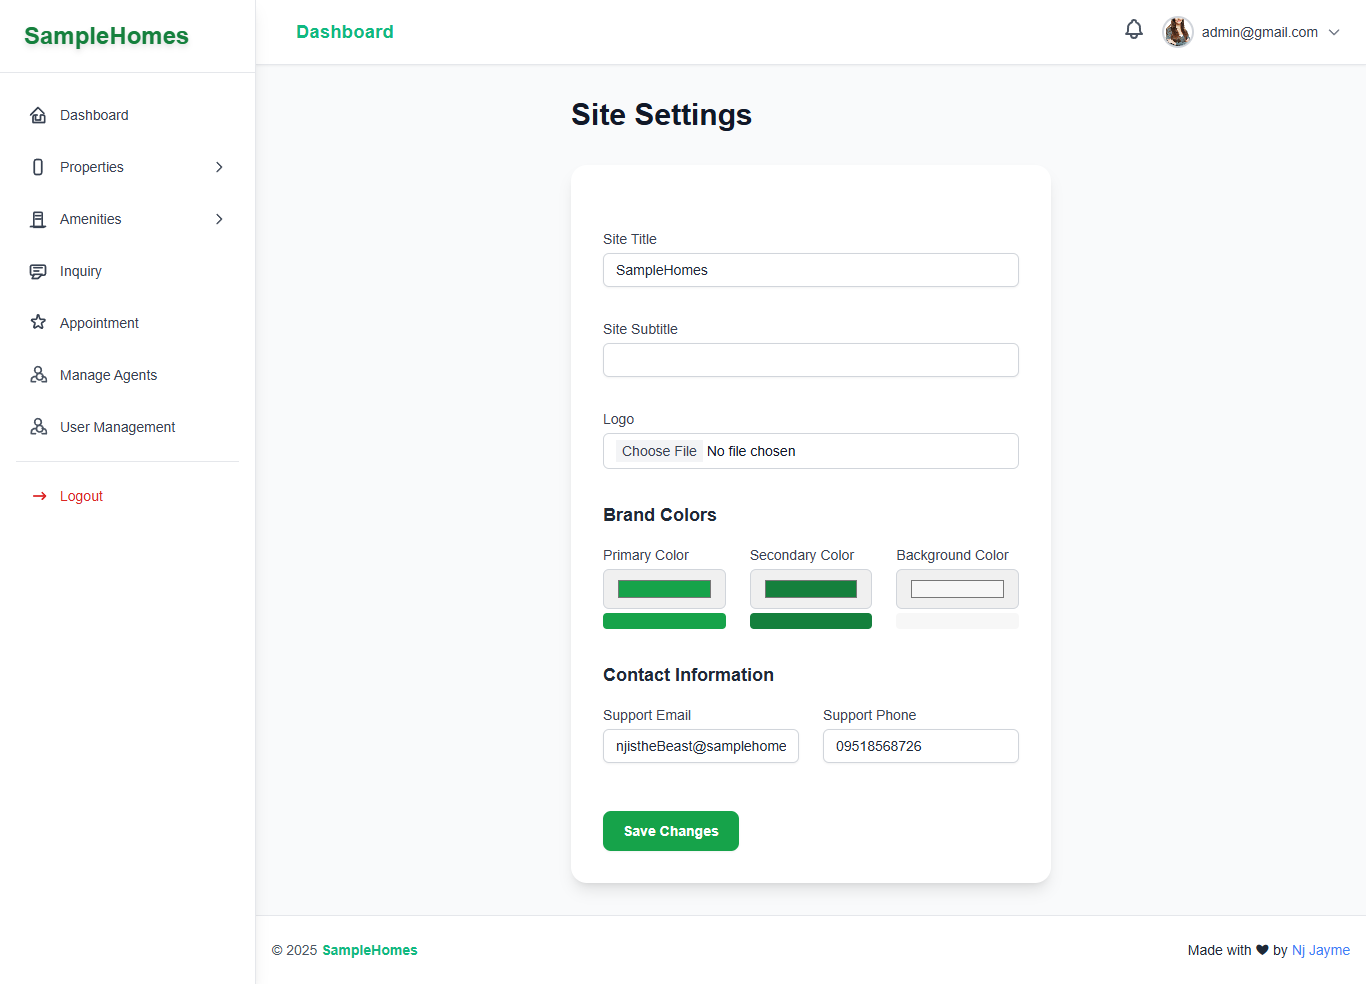 SampleHomes
Dashboard
admin@gmail.com
Dashboard
Properties
Amenities
Inquiry
Appointment
Manage Agents
User Management
Logout
Site Settings
Site Title
SampleHomes
Site Subtitle
Logo
Choose File No file chosen
Brand Colors
Primary Color Secondary Color Background Color
Contact Information
Support Email Support Phone
njistheBeast@samplehome 09518568726
Save Changes
© 2025 SampleHomes
Made with ♥ by Nj Jayme